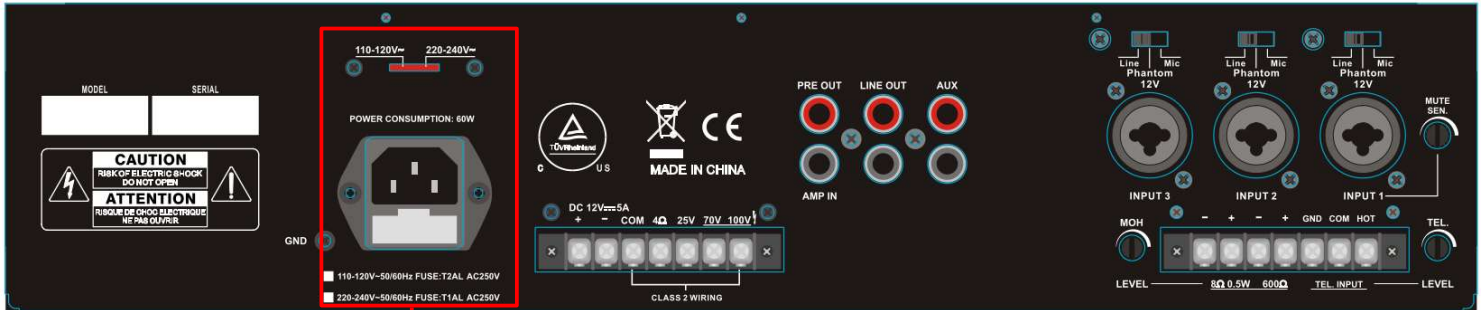 MODEL SERIAL
CAUTION
RISK OF ELECTRIC SHOCK
DO NOT OPEN
ATTENTION
RISQUE DE CHOC ELECTRIQUE
NE PAS OUVRIR
110-120V~ 220-240V~
POWER CONSUMPTION: 60W
GND
110-120V~50/60Hz FUSE:T2AL AC250V
220-240V~50/60Hz FUSE:T1AL AC250V
TÜVRheinland
C US
CE
MADE IN CHINA
DC 12V⎓5A
+ − COM 4Ω 25V 70V 100V
CLASS 2 WIRING
PRE OUT LINE OUT AUX
AMP IN
Line Mic
Phantom
12V
INPUT 3
Line Mic
Phantom
12V
INPUT 2
Line Mic
Phantom
12V
INPUT 1
MUTE
SEN.
MOH
LEVEL
− + − + GND COM HOT
8Ω 0.5W 600Ω TEL. INPUT
TEL.
LEVEL